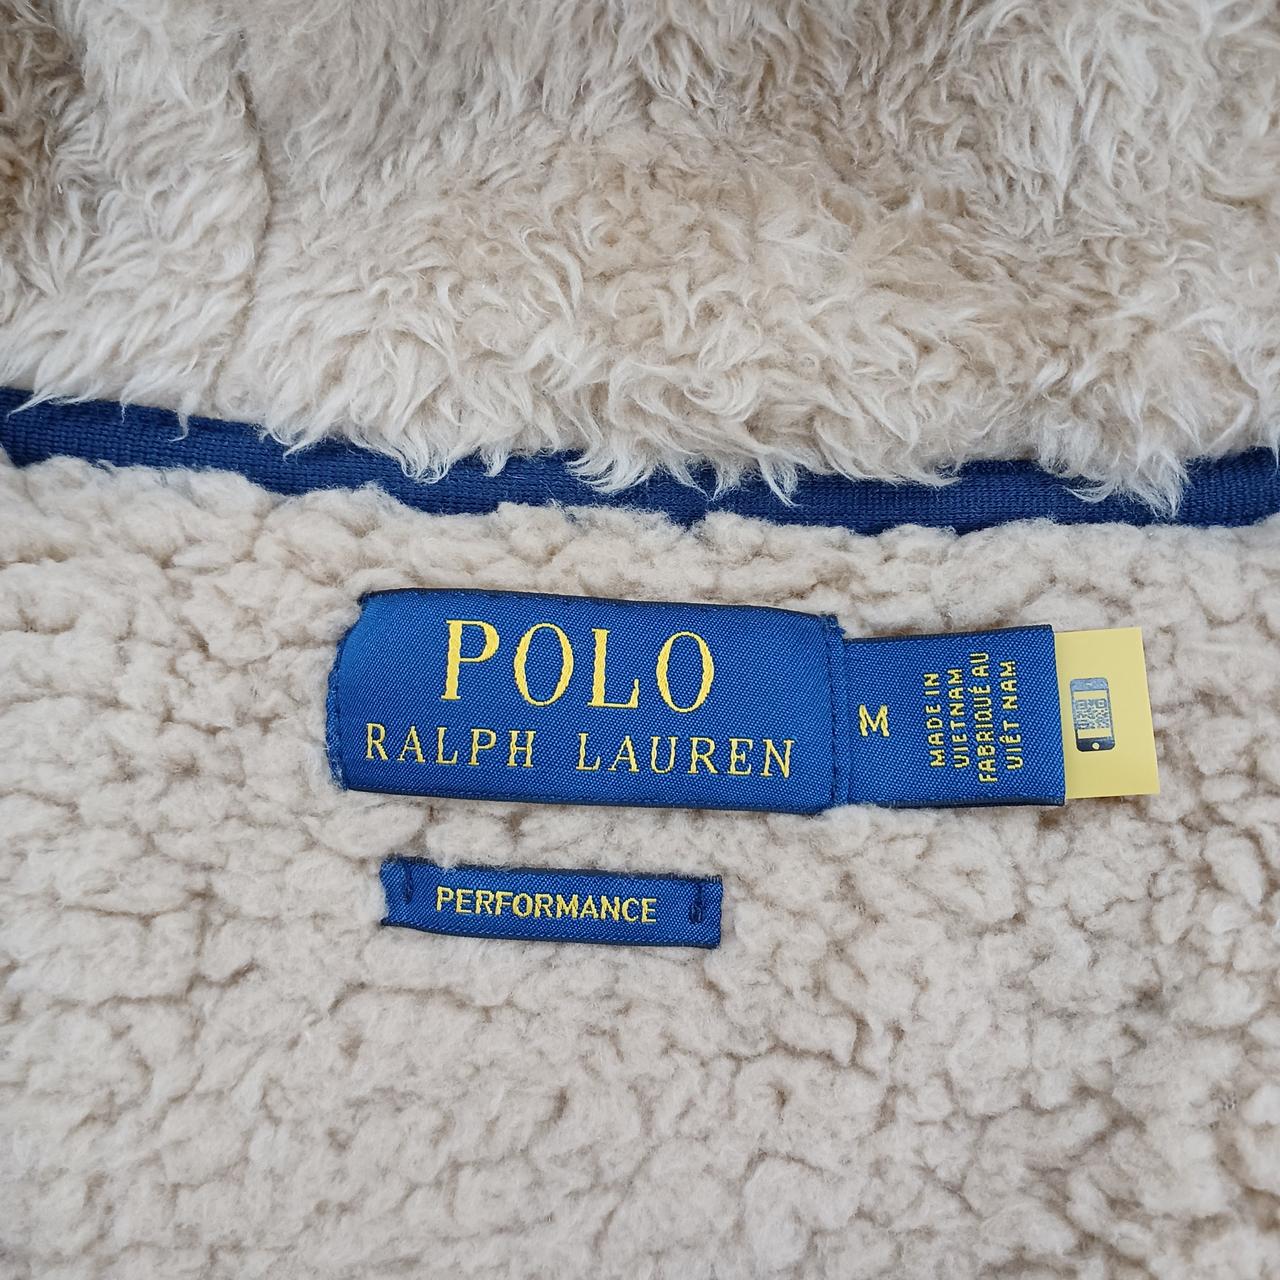 POLO
RALPH LAUREN
M
MADE IN
VIETNAM
FABRIQUÉ AU
VIÊT NAM
PERFORMANCE